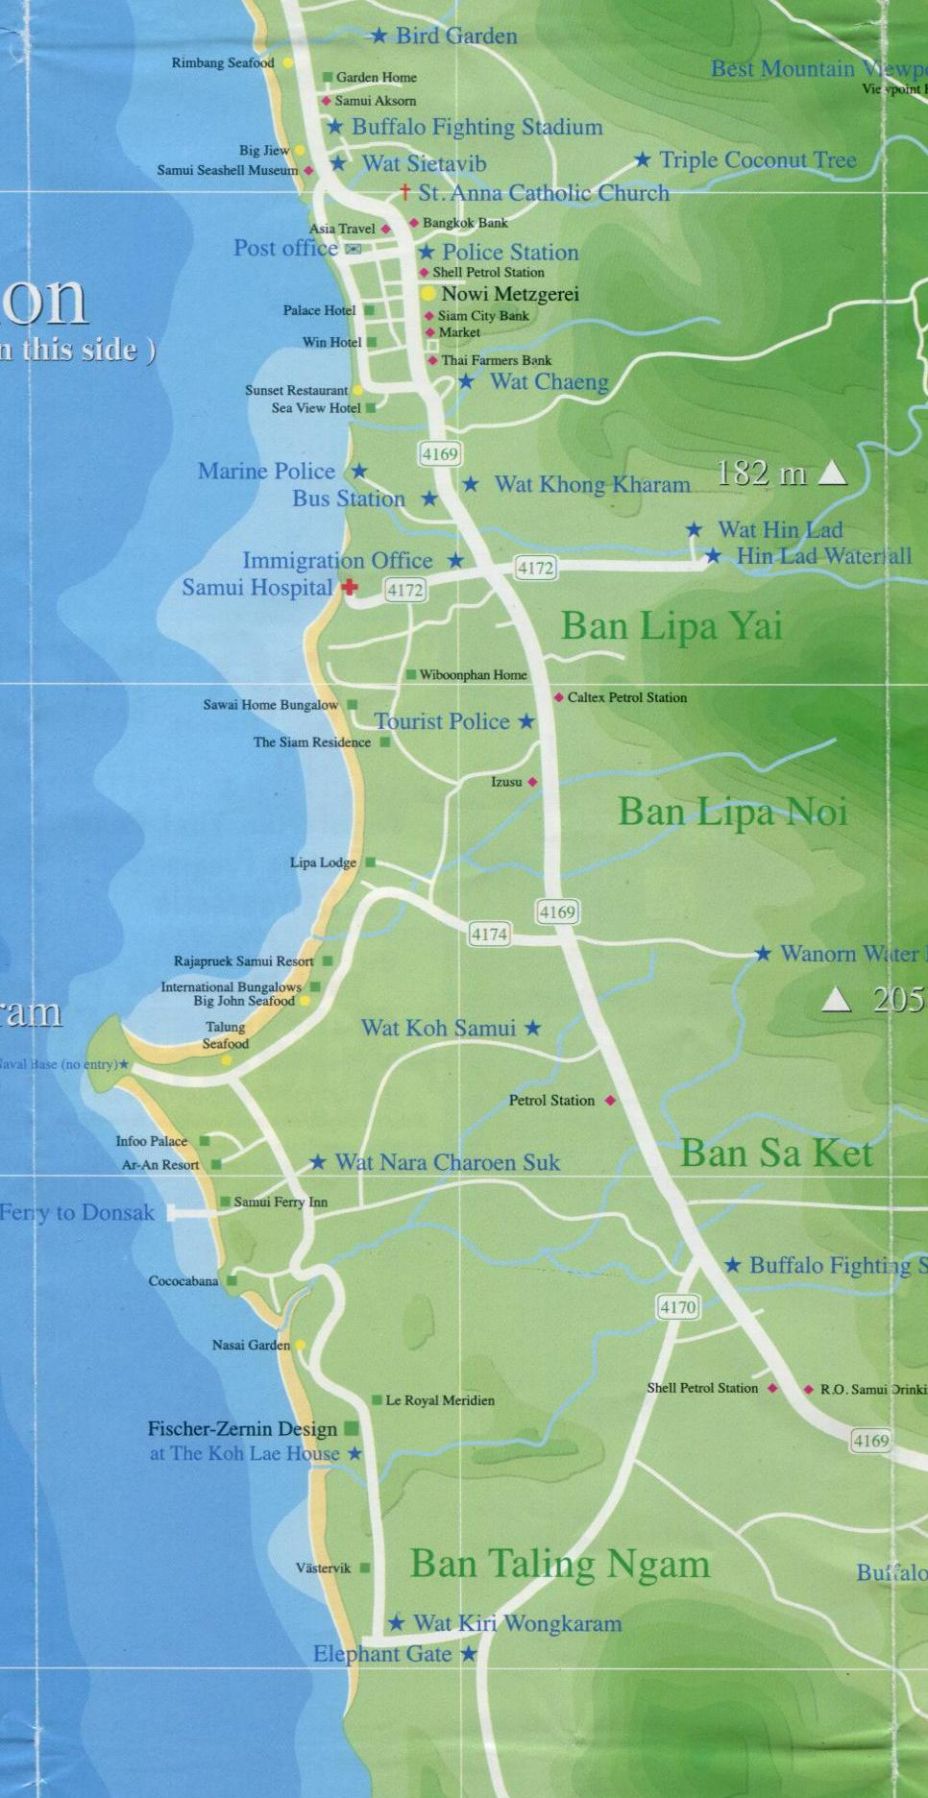 Bird Garden
Rimbang Seafood
Best Mountain Viewp
Garden Home
Viewpoint
Samui Aksorn
Buffalo Fighting Stadium
Big Jiew
Wat Sietavib
Triple Coconut Tree
Samui Seashell Museum
St. Anna Catholic Church
Bangkok Bank
Asia Travel
Post office
Police Station
Shell Petrol Station
on
Nowi Metzgerei
Palace Hotel
Siam City Bank
Market
Win Hotel
n this side )
Thai Farmers Bank
Wat Chaeng
Sunset Restaurant
Sea View Hotel
4169
Marine Police
182 m
Wat Khong Kharam
Bus Station
Wat Hin Lad
Immigration Office
Hin Lad Waterfall
4172
Samui Hospital
4172
Ban Lipa Yai
Wiboonphan Home
Caltex Petrol Station
Sawai Home Bungalow
Tourist Police
The Siam Residence
Izusu
Ban Lipa Noi
Lipa Lodge
4169
4174
Wanorn Water
Rajapruek Samui Resort
International Bungalows
Big John Seafood
205
ram
Talung
Seafood
Wat Koh Samui
Naval Base (no entry)
Petrol Station
Infoo Palace
Ban Sa Ket
Ar-An Resort
Wat Nara Charoen Suk
Samui Ferry Inn
Ferry to Donsak
Buffalo Fighting S
Cococabana
4170
Nasai Garden
Shell Petrol Station
R.O. Samui Drinki
Le Royal Meridien
Fischer-Zernin Design
4169
at The Koh Lae House
Västervik
Ban Taling Ngam
Buffalo
Wat Kiri Wongkaram
Elephant Gate